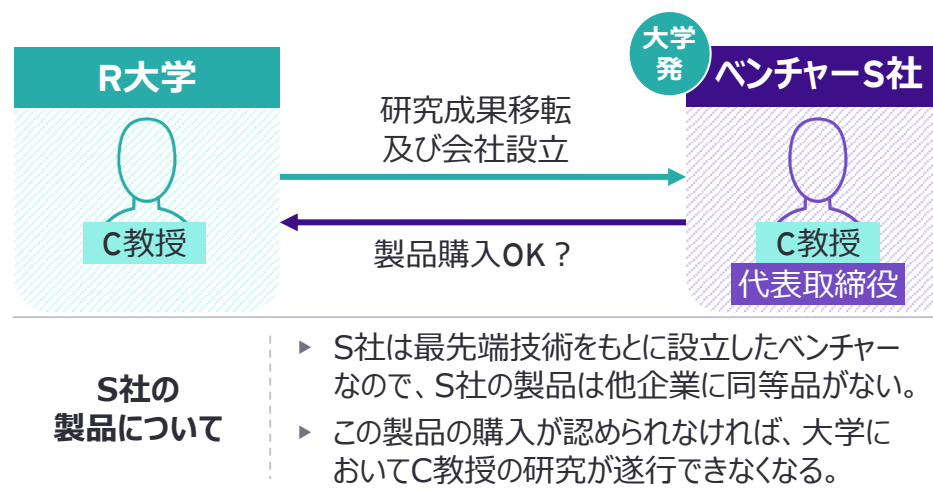 R大学
大学
発
ベンチャーS社
研究成果移転
及び会社設立
C教授
製品購入OK？
C教授
代表取締役
S社の
製品について
▶ S社は最先端技術をもとに設立したベンチャー
なので、S社の製品は他企業に同等品がない。
▶ この製品の購入が認められなければ、大学に
おいてC教授の研究が遂行できなくなる。